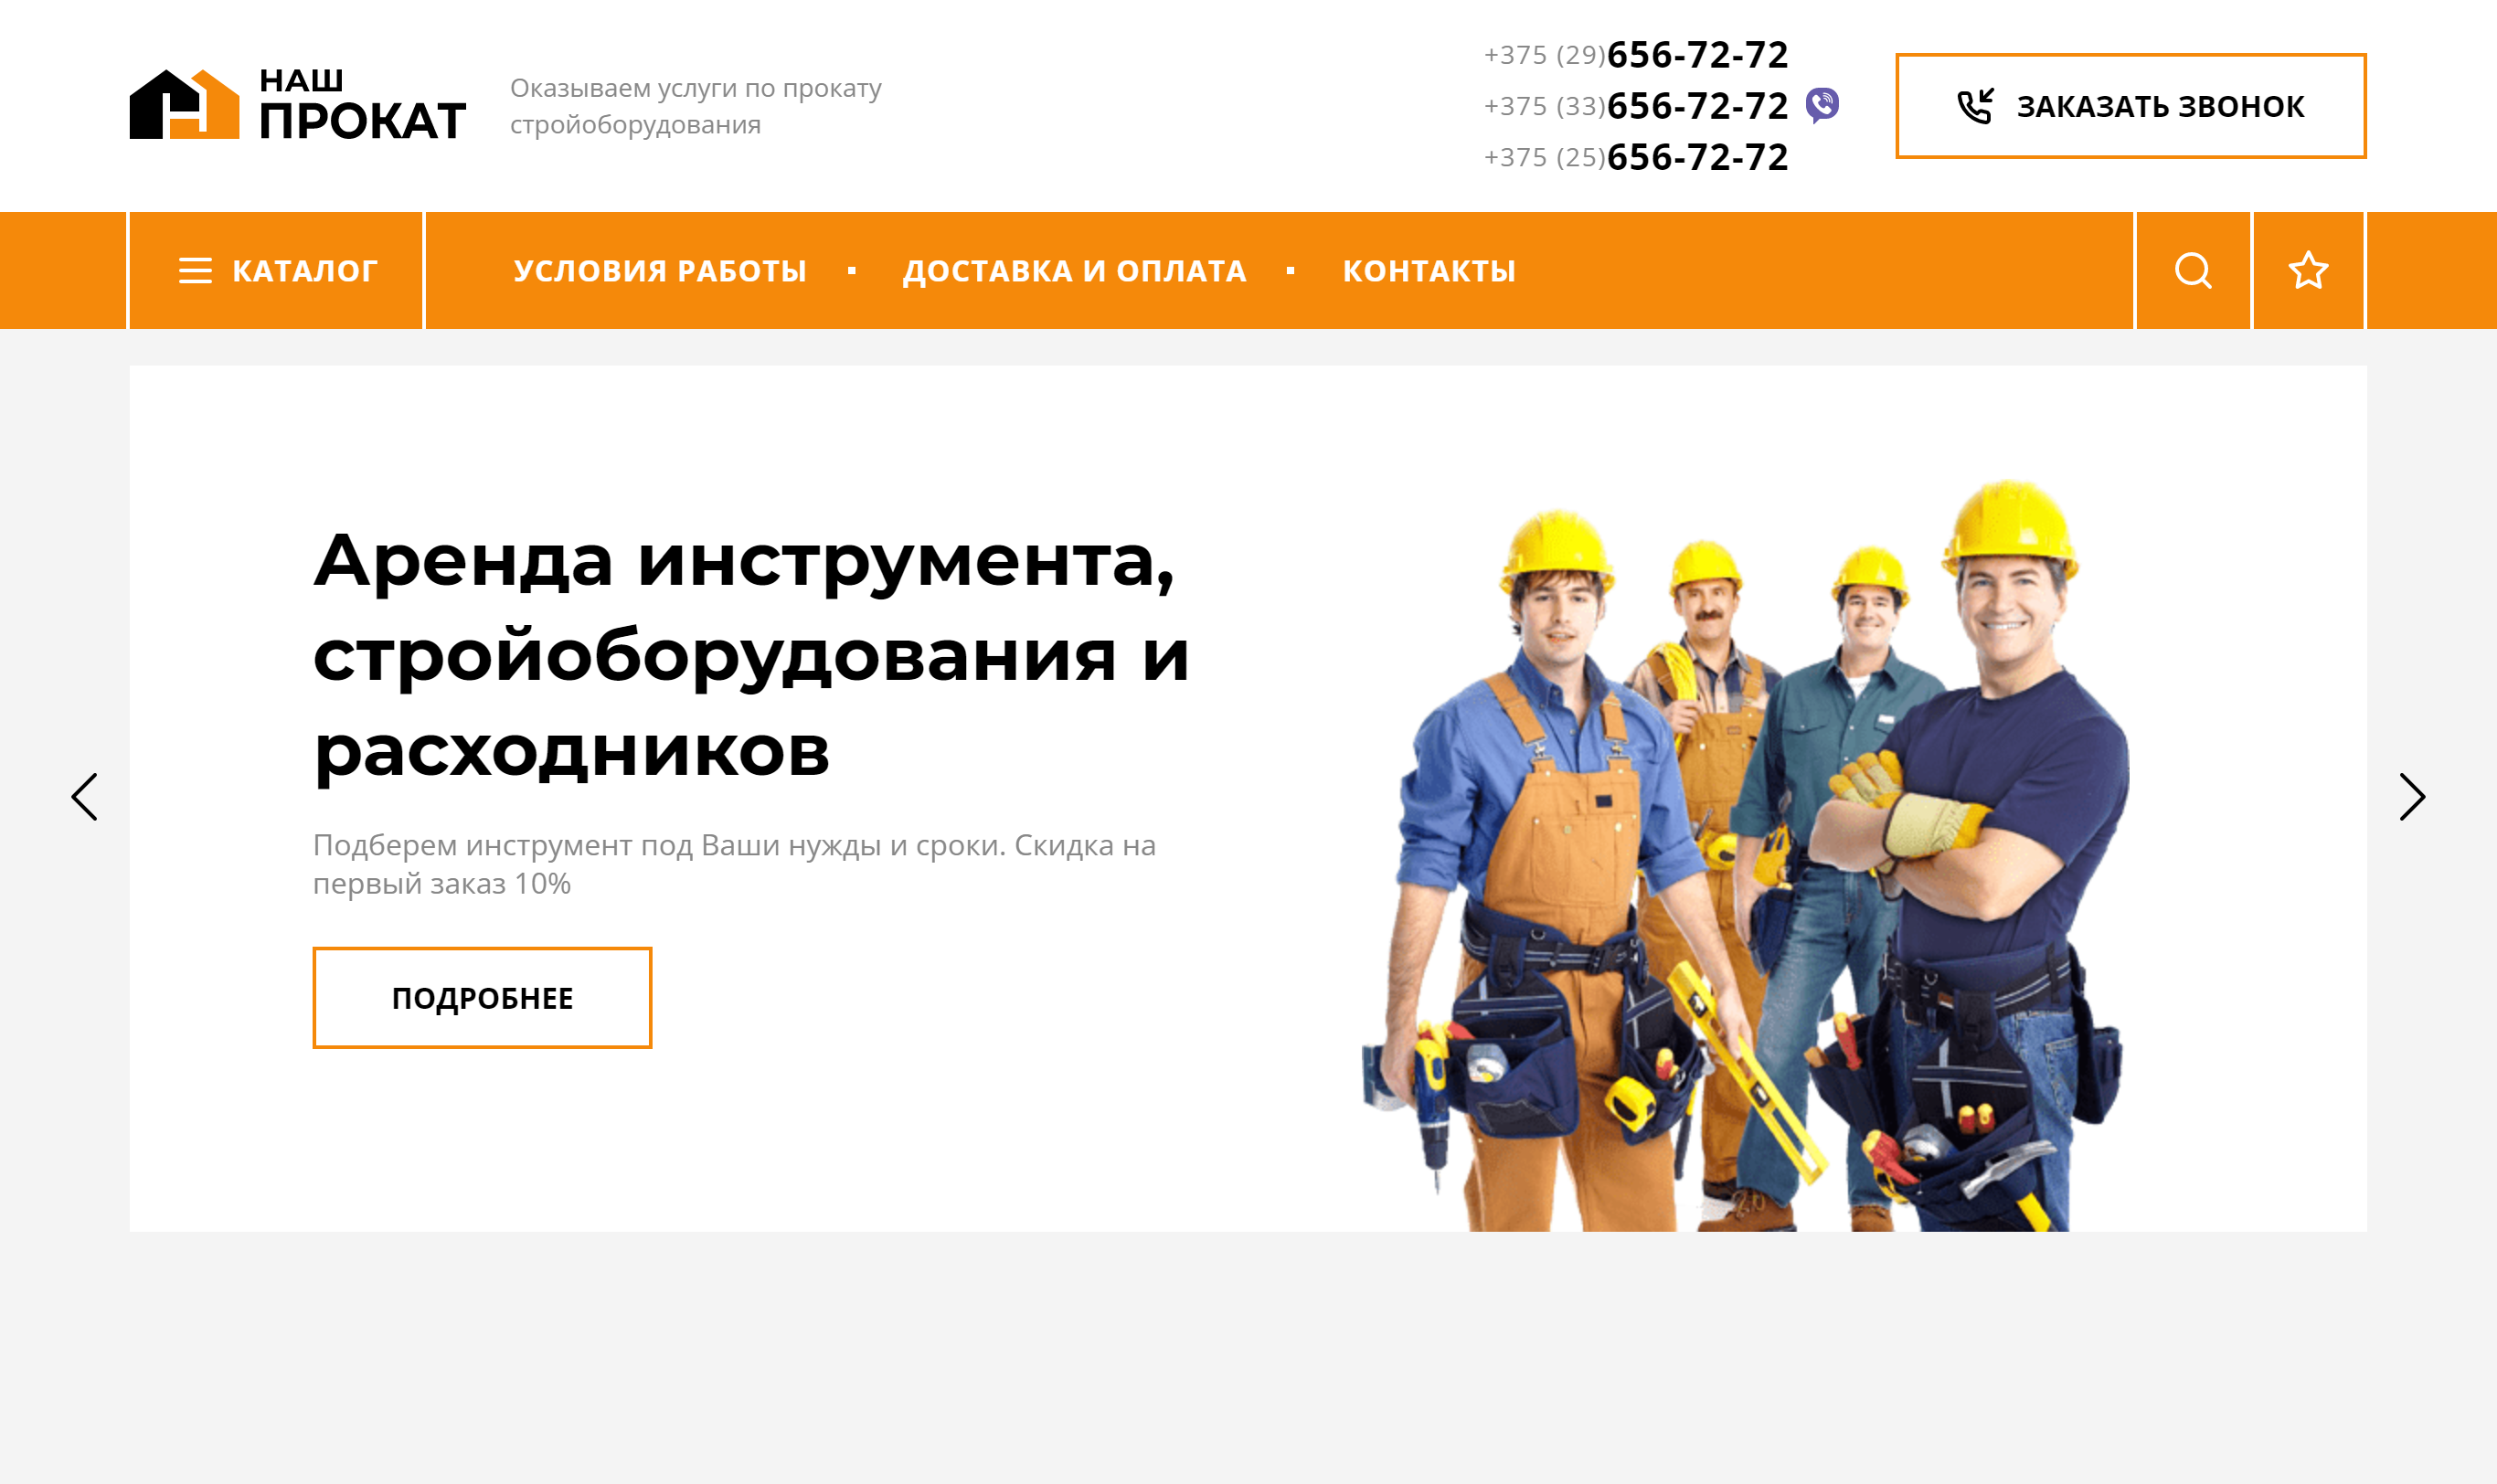 НАШ
ПРОКАТ
Оказываем услуги по прокату
стройоборудования
+375 (29)656-72-72
+375 (33)656-72-72
+375 (25)656-72-72
ЗАКАЗАТЬ ЗВОНОК
КАТАЛОГ
УСЛОВИЯ РАБОТЫ
ДОСТАВКА И ОПЛАТА
КОНТАКТЫ
Аренда инструмента,
стройоборудования и
расходников
Подберем инструмент под Ваши нужды и сроки. Скидка на
первый заказ 10%
ПОДРОБНЕЕ